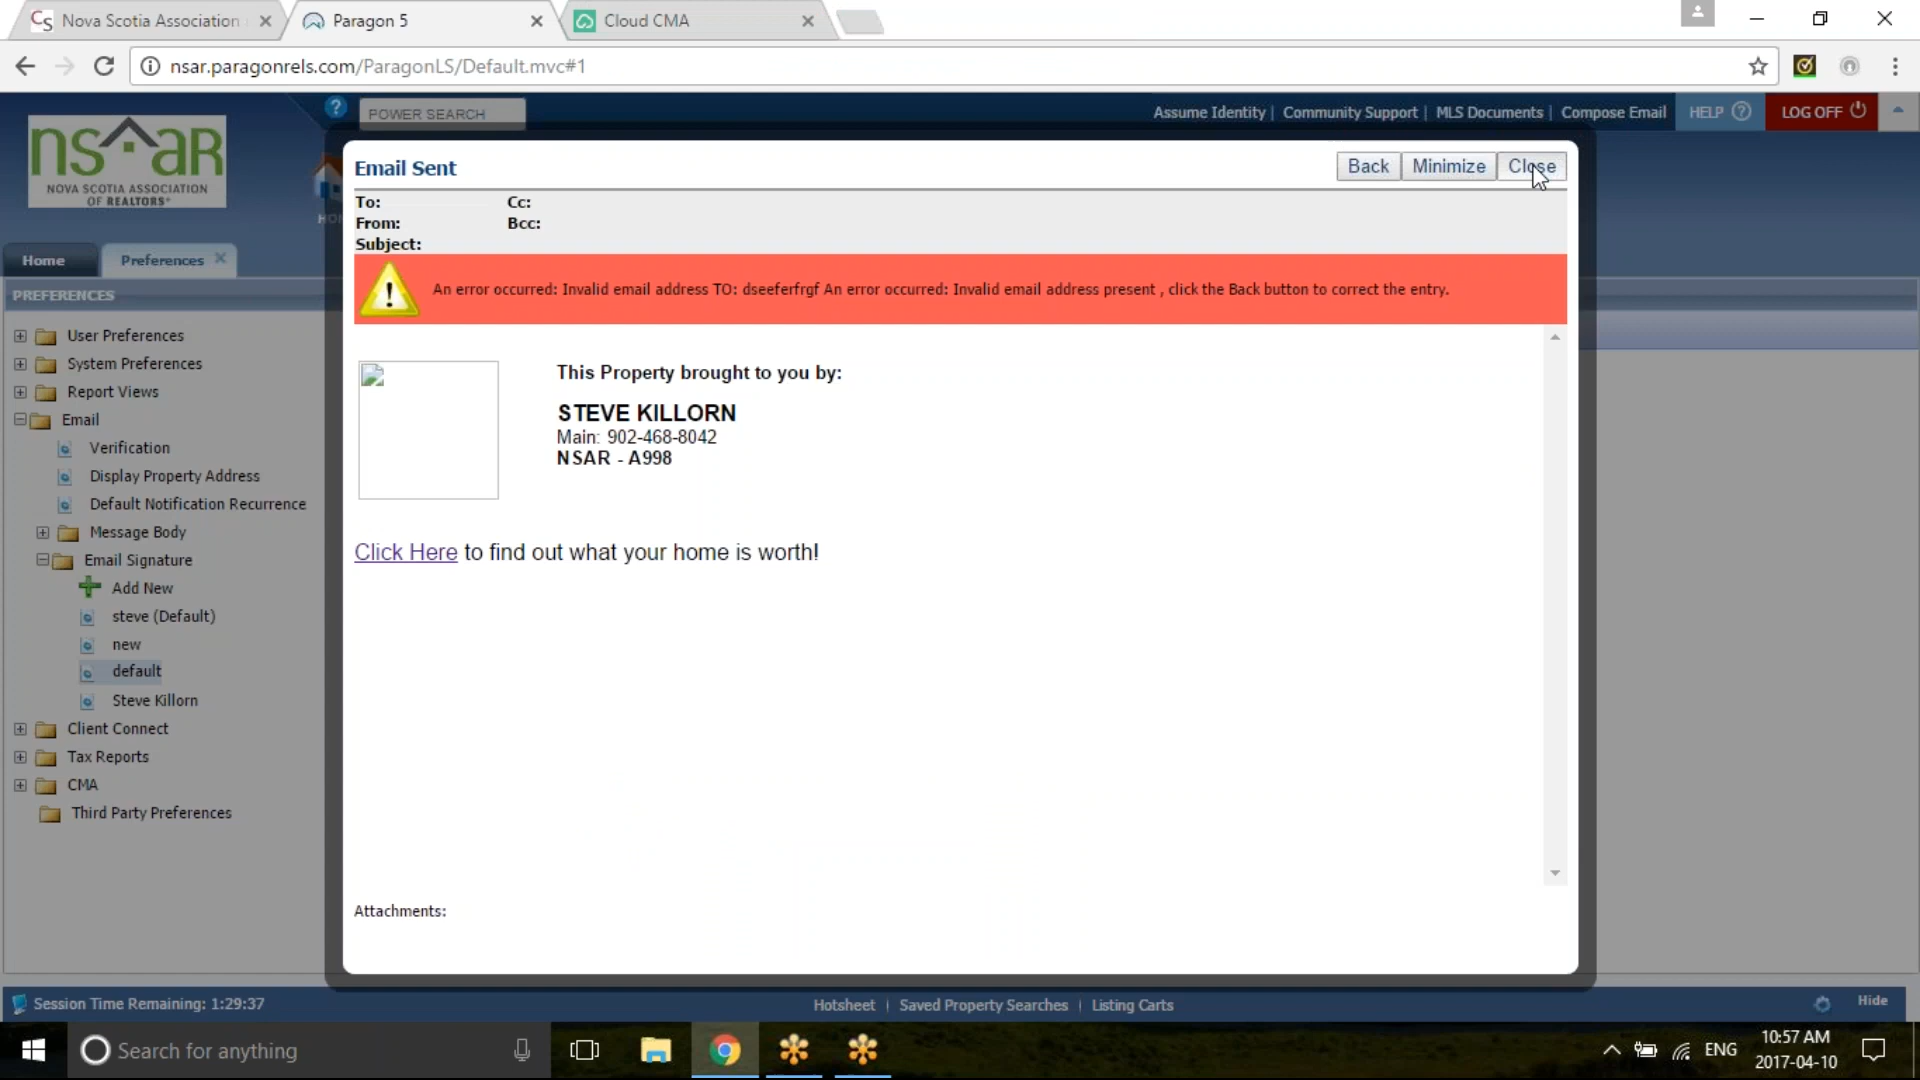 Nova Scotia Association
Paragon 5
Cloud CMA
nsar.paragonrels.com/ParagonLS/Default.mvc#1
POWER SEARCH
Assume Identity | Community Support | MLS Documents | Compose Email
HELP ?
LOG OFF
nsaR
NOVA SCOTIA ASSOCIATION
OF REALTORS®
Home
Preferences
PREFERENCES
User Preferences
System Preferences
Report Views
Email
Verification
Display Property Address
Default Notification Recurrence
Message Body
Email Signature
Add New
steve (Default)
new
default
Steve Killorn
Client Connect
Tax Reports
CMA
Third Party Preferences
Email Sent
Back
Minimize
Close
To:
Cc:
From:
Bcc:
Subject:
An error occurred: Invalid email address TO: dseeferfrgf An error occurred: Invalid email address present , click the Back button to correct the entry.
This Property brought to you by:
STEVE KILLORN
Main: 902-468-8042
NSAR - A998
Click Here to find out what your home is worth!
Attachments:
Session Time Remaining: 1:29:37
Hotsheet | Saved Property Searches | Listing Carts
Hide
Search for anything
ENG
10:57 AM
2017-04-10